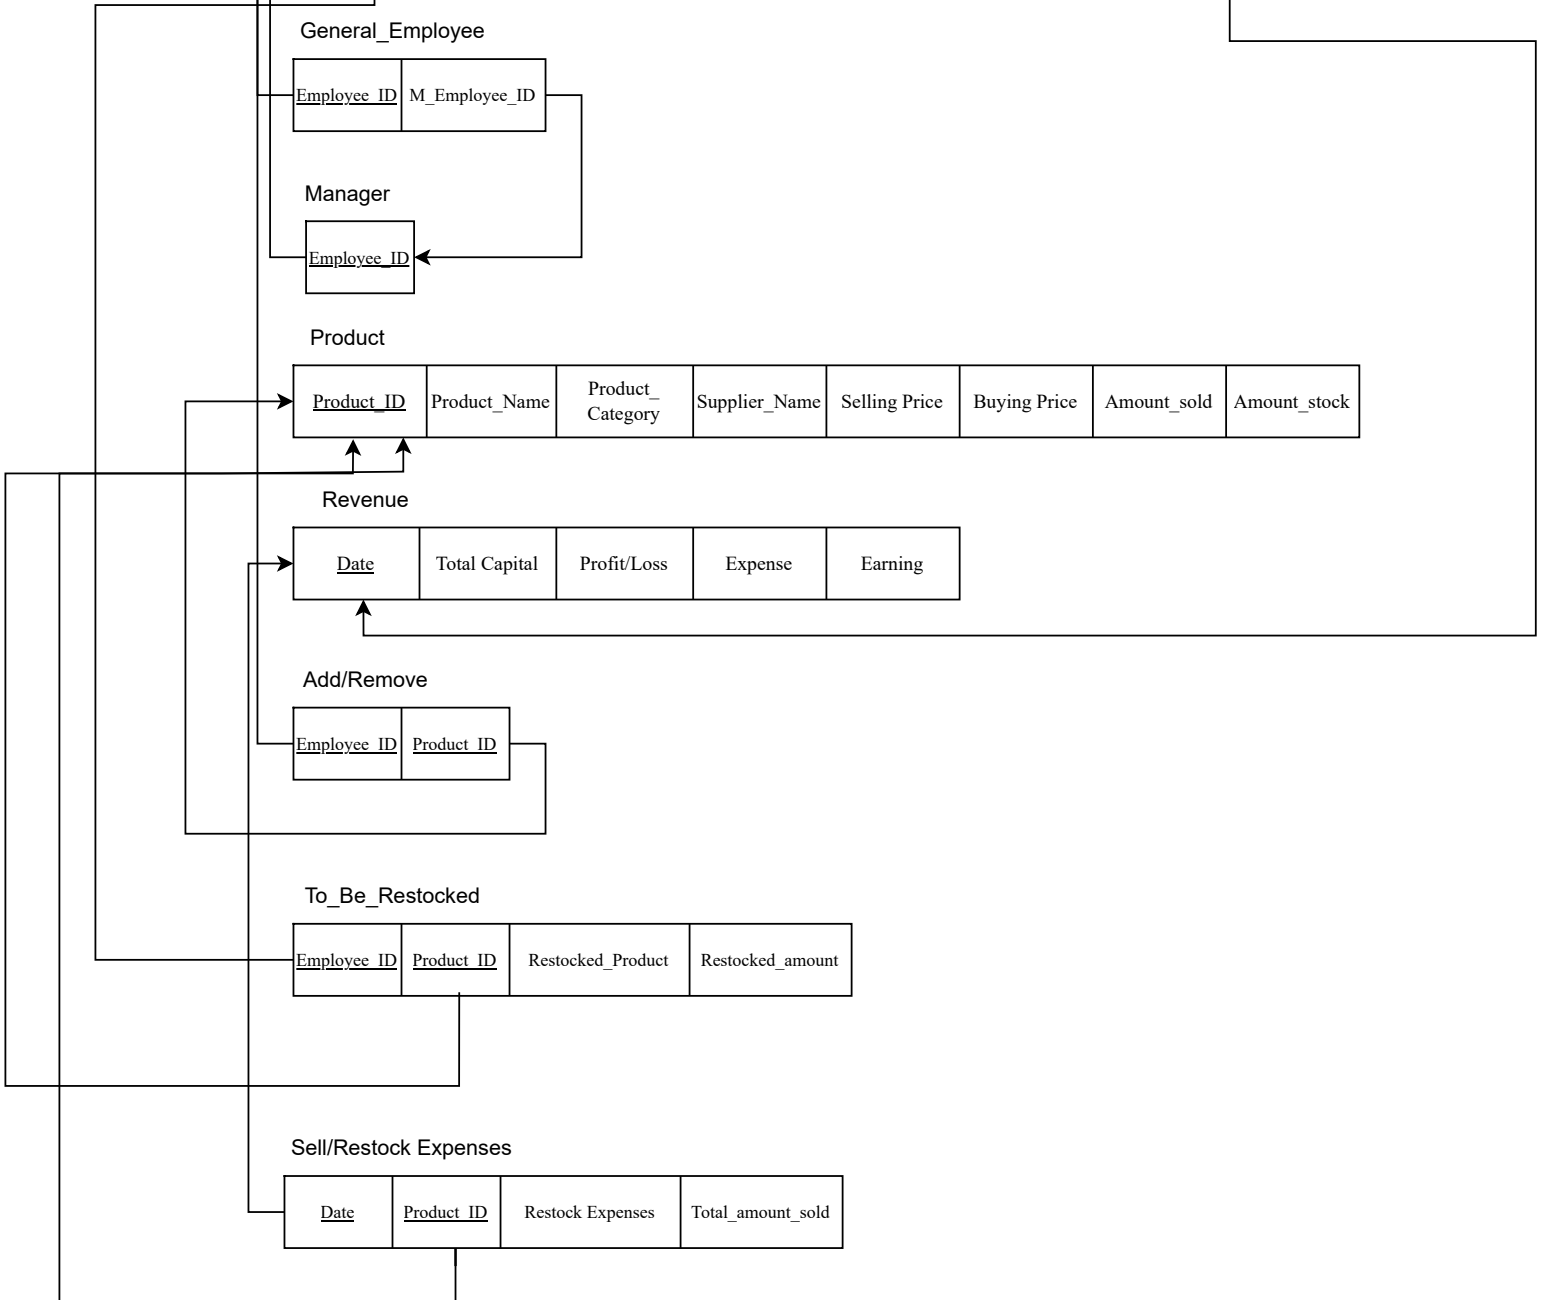 General_Employee
Employee_ID M_Employee_ID
Manager
Employee_ID
Product
Product_ID Product_Name Product_
Category Supplier_Name Selling Price Buying Price Amount_sold Amount_stock
Revenue
Date Total Capital Profit/Loss Expense Earning
Add/Remove
Employee_ID Product_ID
To_Be_Restocked
Employee_ID Product_ID Restocked_Product Restocked_amount
Sell/Restock Expenses
Date Product_ID Restock Expenses Total_amount_sold